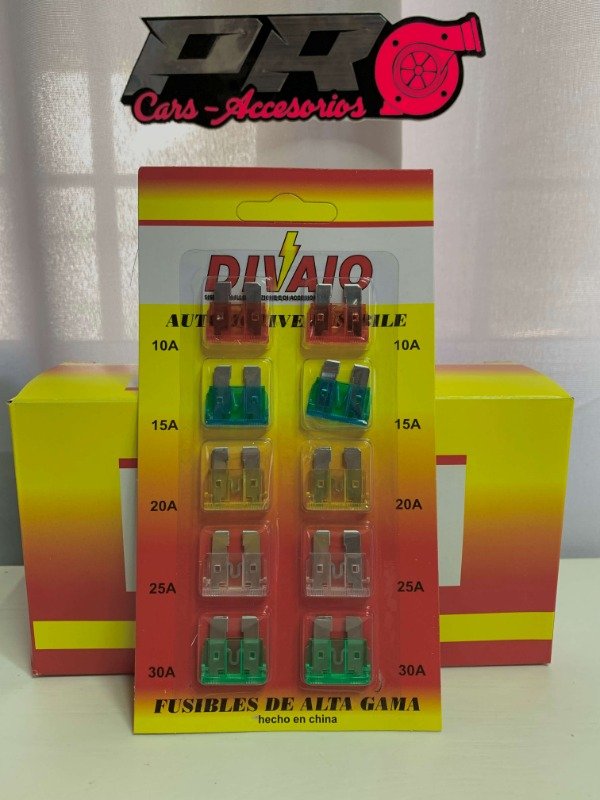 PRO
Cars - Accesorios
DIVAIO
10A 10A
15A 15A
20A 20A
25A 25A
30A 30A
FUSIBLES DE ALTA GAMA
hecho en china